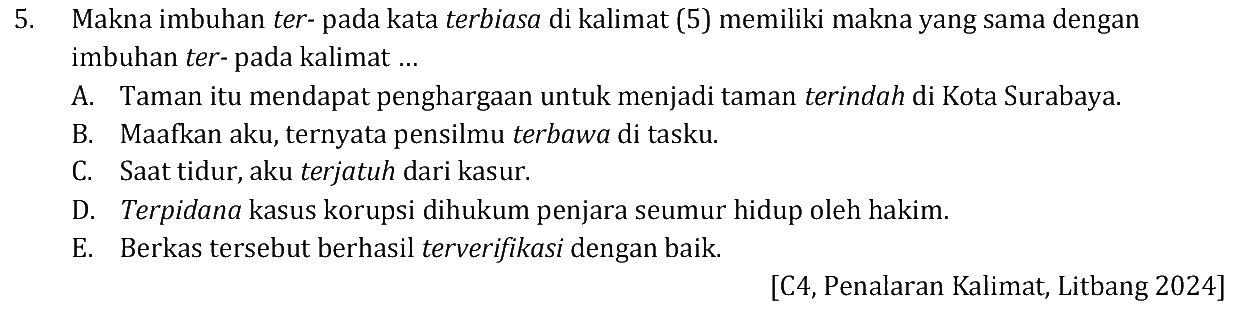 5. Makna imbuhan ter- pada kata terbiasa di kalimat (5) memiliki makna yang sama dengan
imbuhan ter- pada kalimat ...
A. Taman itu mendapat penghargaan untuk menjadi taman terindah di Kota Surabaya.
B. Maafkan aku, ternyata pensilmu terbawa di tasku.
C. Saat tidur, aku terjatuh dari kasur.
D. Terpidana kasus korupsi dihukum penjara seumur hidup oleh hakim.
E. Berkas tersebut berhasil terverifikasi dengan baik.
[C4, Penalaran Kalimat, Litbang 2024]